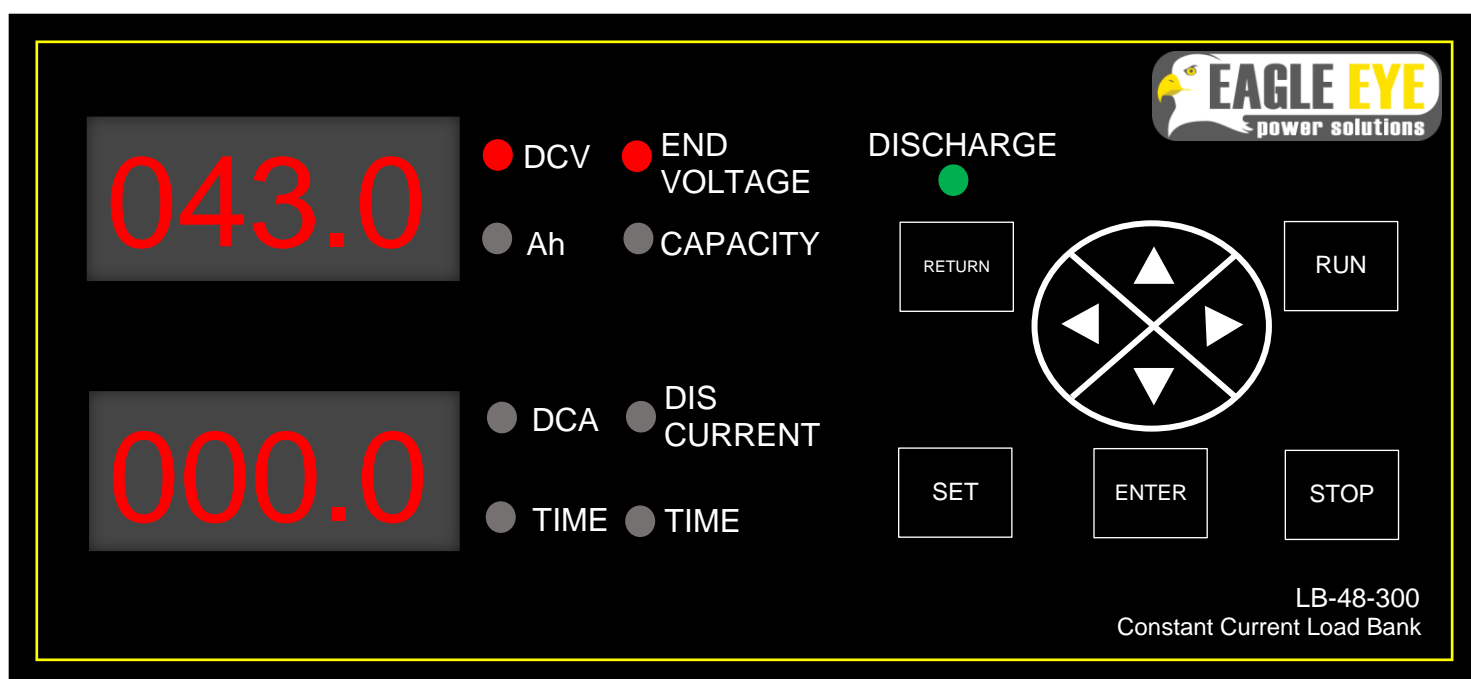 EAGLE EYE
power solutions
043.0
DCV
END
VOLTAGE
Ah
CAPACITY
DISCHARGE
RETURN
RUN
000.0
DCA
DIS
CURRENT
TIME
TIME
SET
ENTER
STOP
LB-48-300
Constant Current Load Bank